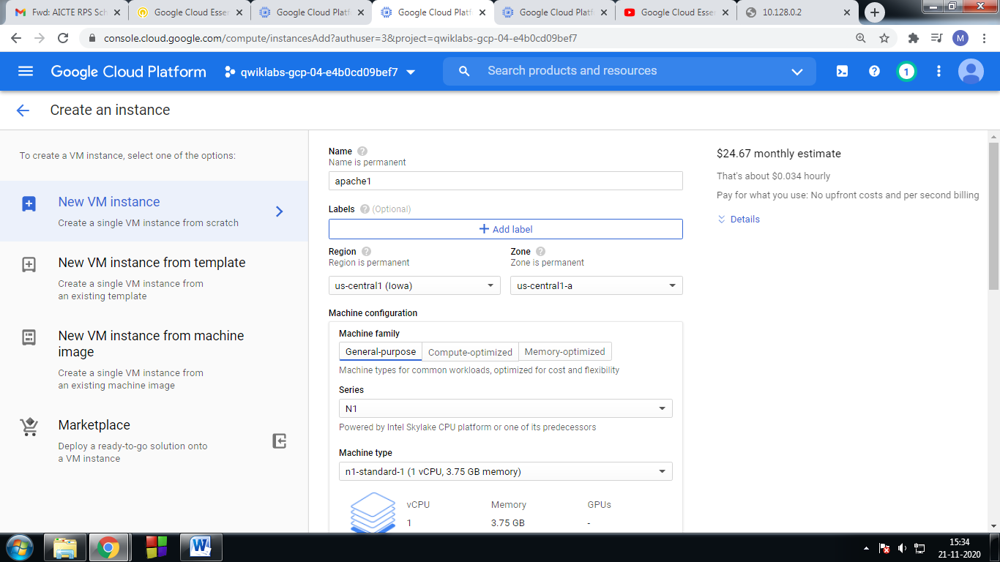 Fwd: AICTE RPS Sch
Google Cloud Essen
Google Cloud Platf
Google Cloud Platf
Google Cloud Platf
Google Cloud Essen
10.128.0.2
console.cloud.google.com/compute/instancesAdd?authuser=3&project=qwiklabs-gcp-04-e4b0cd09bef7
M
Google Cloud Platform
qwiklabs-gcp-04-e4b0cd09bef7
Search products and resources
1
Create an instance
To create a VM instance, select one of the options:
New VM instance
Create a single VM instance from scratch
New VM instance from template
Create a single VM instance from
an existing template
New VM instance from machine
image
Create a single VM instance from
an existing machine image
Marketplace
Deploy a ready-to-go solution onto
a VM instance
Name
Name is permanent
apache1
Labels (Optional)
Add label
Region
Region is permanent
us-central1 (Iowa)
Zone
Zone is permanent
us-central1-a
Machine configuration
Machine family
General-purpose
Compute-optimized
Memory-optimized
Machine types for common workloads, optimized for cost and flexibility
Series
N1
Powered by Intel Skylake CPU platform or one of its predecessors
Machine type
n1-standard-1 (1 vCPU, 3.75 GB memory)
vCPU Memory GPUs
1 3.75 GB -
$24.67 monthly estimate
That's about $0.034 hourly
Pay for what you use: No upfront costs and per second billing
Details
15:34
21-11-2020